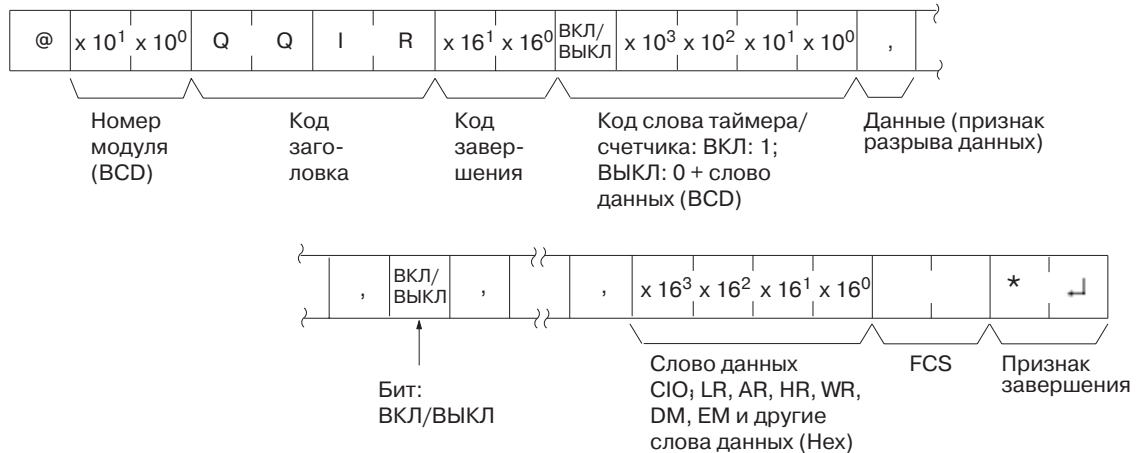 @ x 10¹ x 10⁰ Q Q I R x 16¹ x 16⁰ ВКЛ/ВЫКЛ x 10³ x 10² x 10¹ x 10⁰ ,
Номер
модуля
(BCD)
Код
заго-
ловка
Код
завер-
шения
Код слова таймера/
счетчика: ВКЛ: 1;
ВЫКЛ: 0 + слово
данных (BCD)
Данные (признак
разрыва данных)
, ВКЛ/ВЫКЛ , , x 16³ x 16² x 16¹ x 16⁰ * ↵
Бит:
ВКЛ/ВЫКЛ
Слово данных
CIO; LR, AR, HR, WR,
DM, EM и другие
слова данных (Hex)
FCS
Признак
завершения